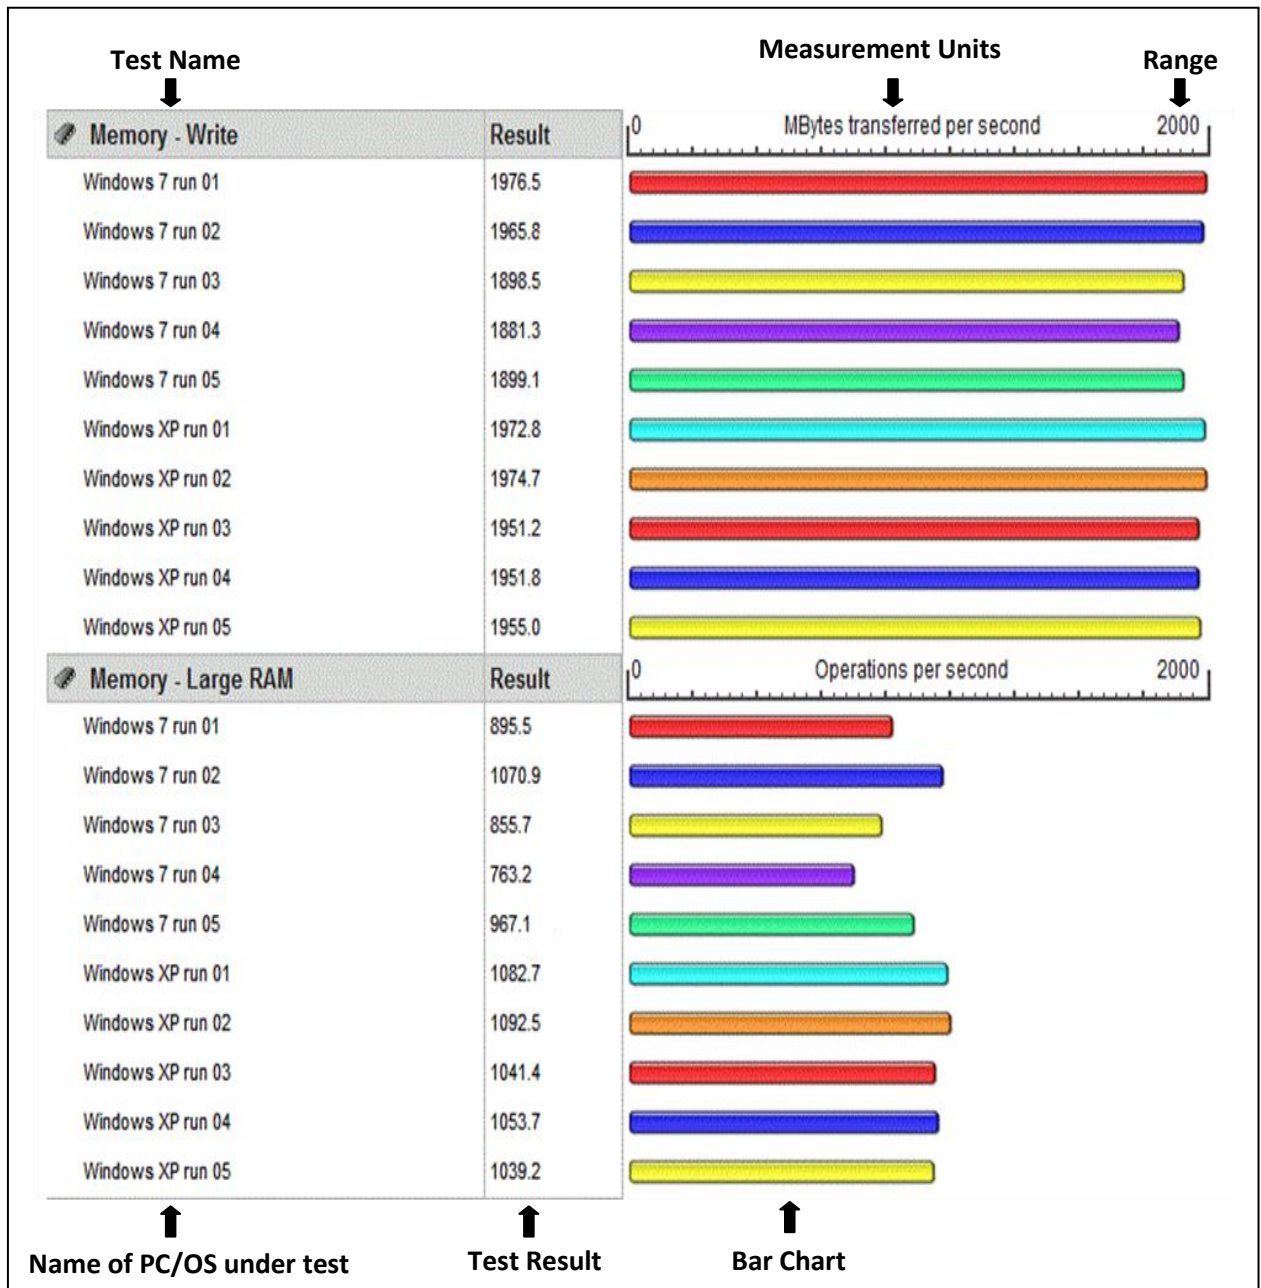 Test Name Measurement Units Range
Memory - Write Result 0 MBytes transferred per second 2000
Windows 7 run 01 1976.5
Windows 7 run 02 1965.8
Windows 7 run 03 1898.5
Windows 7 run 04 1881.3
Windows 7 run 05 1899.1
Windows XP run 01 1972.8
Windows XP run 02 1974.7
Windows XP run 03 1951.2
Windows XP run 04 1951.8
Windows XP run 05 1955.0
Memory - Large RAM Result 0 Operations per second 2000
Windows 7 run 01 895.5
Windows 7 run 02 1070.9
Windows 7 run 03 855.7
Windows 7 run 04 763.2
Windows 7 run 05 967.1
Windows XP run 01 1082.7
Windows XP run 02 1092.5
Windows XP run 03 1041.4
Windows XP run 04 1053.7
Windows XP run 05 1039.2
Name of PC/OS under test Test Result Bar Chart